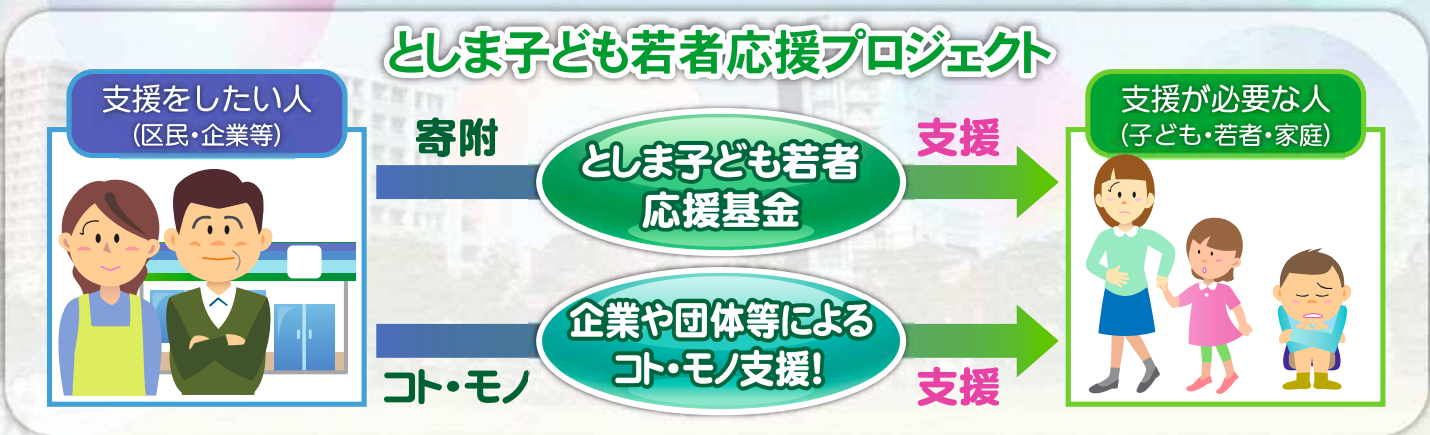 としま子ども若者応援プロジェクト
支援をしたい人
(区民・企業等)
寄附
としま子ども若者
応援基金
支援
支援が必要な人
(子ども・若者・家庭)
コト・モノ
企業や団体等による
コト・モノ支援!
支援